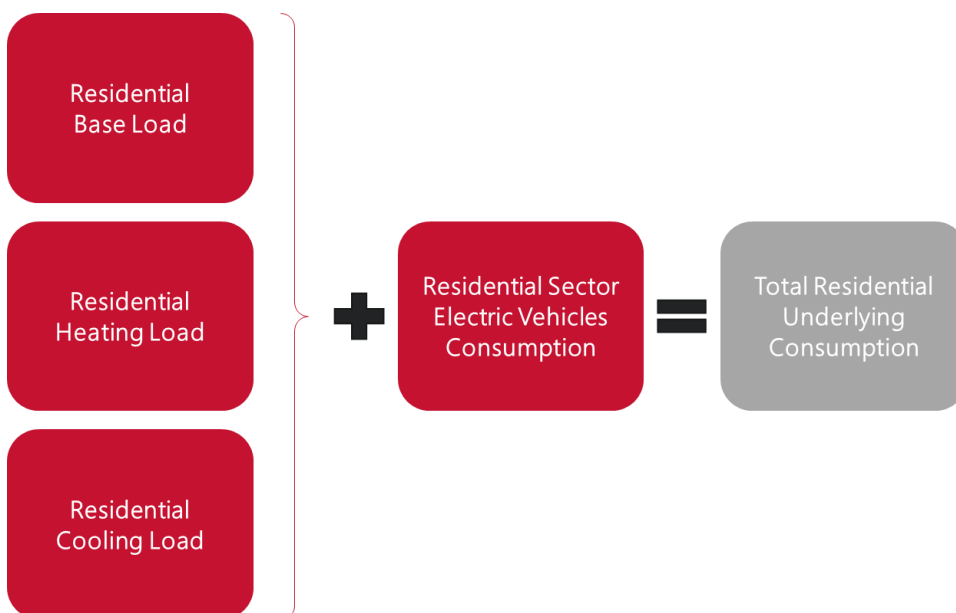 Residential
Base Load
Residential
Heating Load
Residential
Cooling Load
Residential Sector
Electric Vehicles
Consumption
Total Residential
Underlying
Consumption